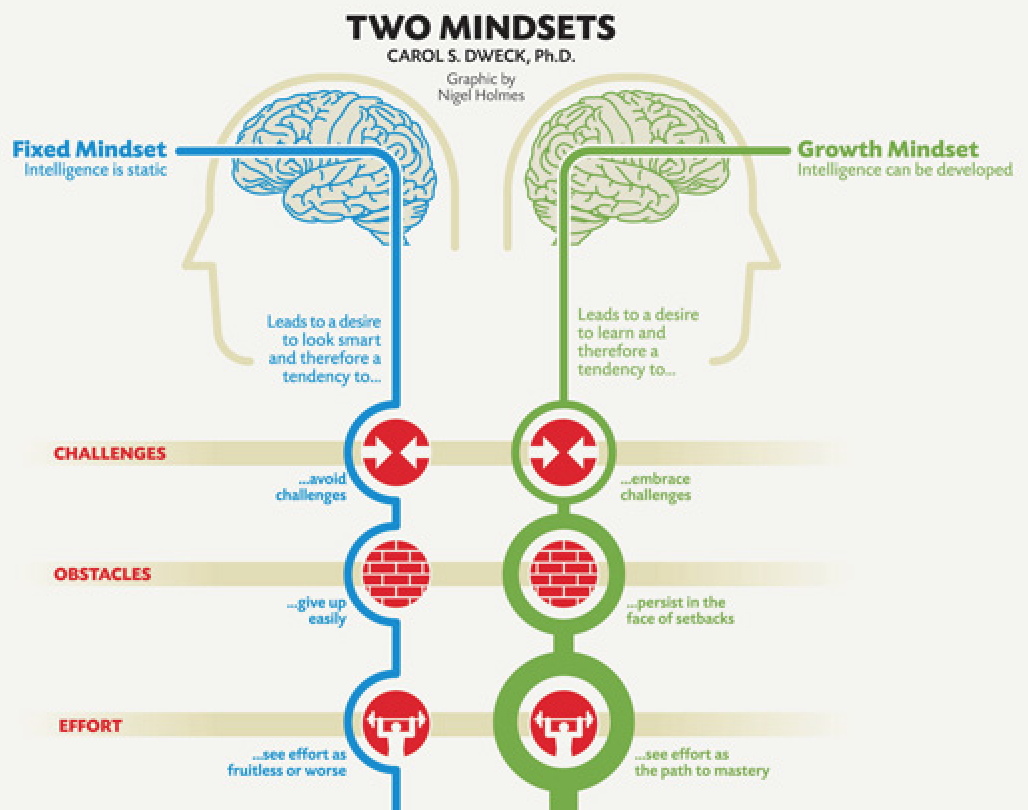 TWO MINDSETS
CAROL S. DWECK, Ph.D.
Graphic by
Nigel Holmes
Fixed Mindset
Intelligence is static
Growth Mindset
Intelligence can be developed
Leads to a desire
to look smart
and therefore a
tendency to...
Leads to a desire
to learn and
therefore a
tendency to...
CHALLENGES
...avoid
challenges
...embrace
challenges
OBSTACLES
...give up
easily
...persist in the
face of setbacks
EFFORT
...see effort as
fruitless or worse
...see effort as
the path to mastery